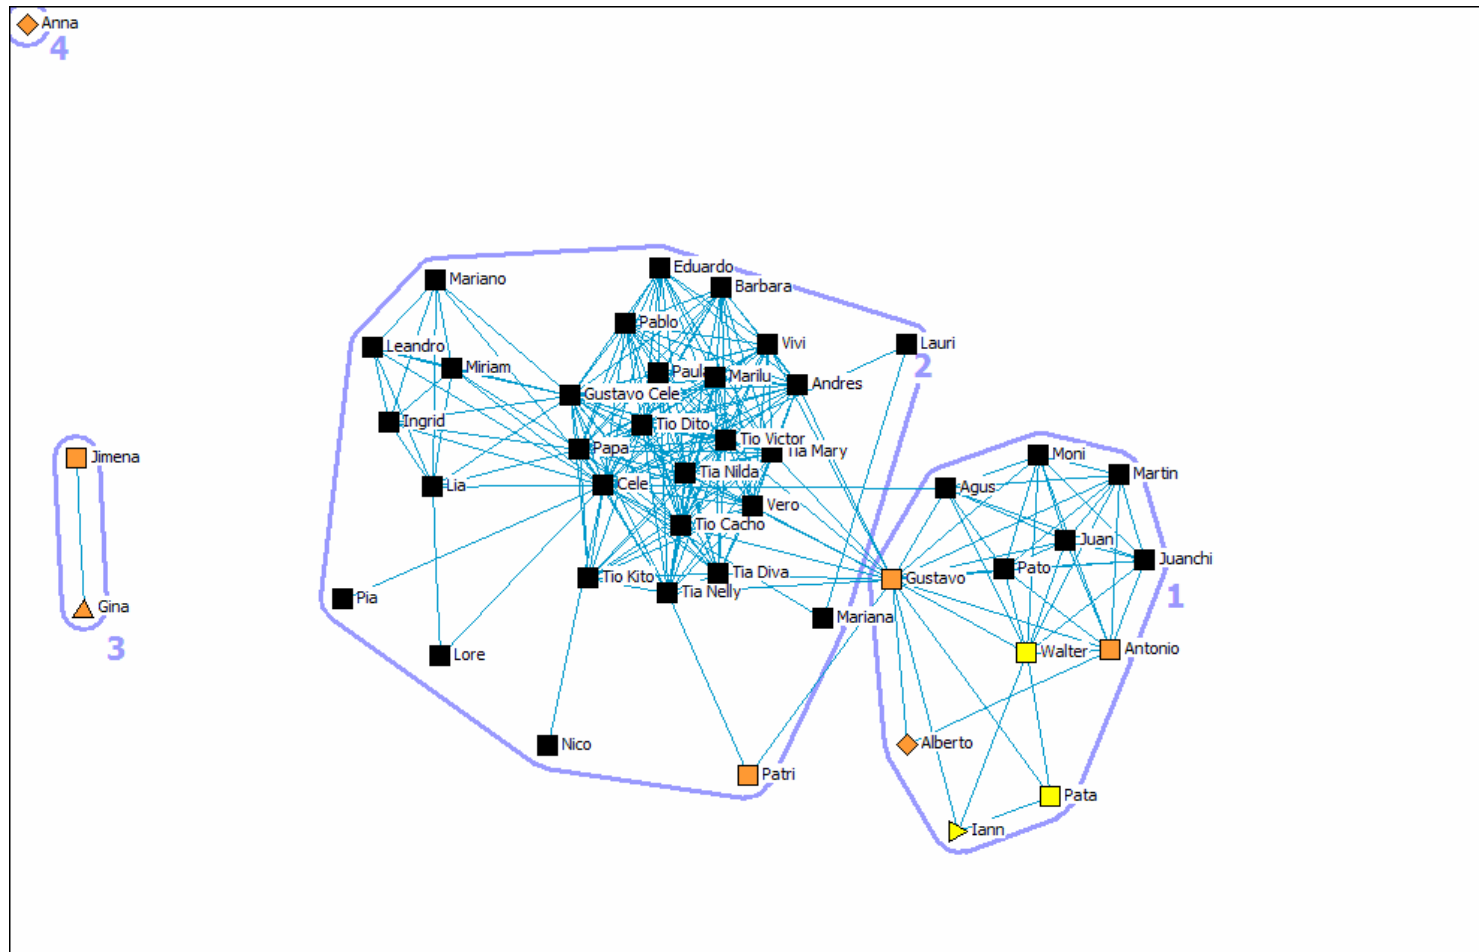 Anna
4
Eduardo
Mariano
Barbara
Pablo
Vivi
Lauri
Leandro
Miriam
2
Marilu
Andres
Gustavo Cele
Ingrid
Tio Dito
Tio Victor
Papa
Tia Mary
Moni
Jimena
Tia Nilda
Martin
Lia
Cele
Agus
Vero
Tio Cacho
Juan
Juanchi
Pato
Tia Diva
Tio Kito
Gustavo
Tia Nelly
1
Pia
Gina
Mariana
3
Walter
Antonio
Lore
Nico
Alberto
Patri
Pata
Iann